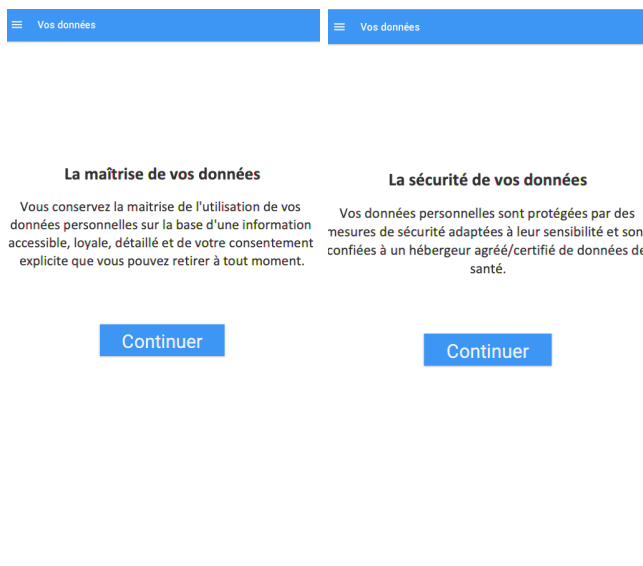 Vos données
La maîtrise de vos données
Vous conservez la maitrise de l'utilisation de vos
données personnelles sur la base d'une information
accessible, loyale, détaillé et de votre consentement
explicite que vous pouvez retirer à tout moment.
Continuer
Vos données
La sécurité de vos données
Vos données personnelles sont protégées par des
mesures de sécurité adaptées à leur sensibilité et son
confiées à un hébergeur agréé/certifié de données de
santé.
Continuer